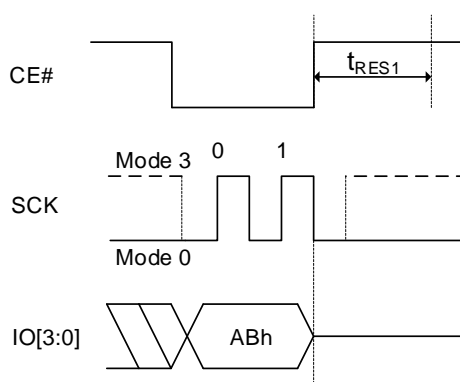 CE#
tRES1
Mode 3 0 1
SCK
Mode 0
IO[3:0]
ABh